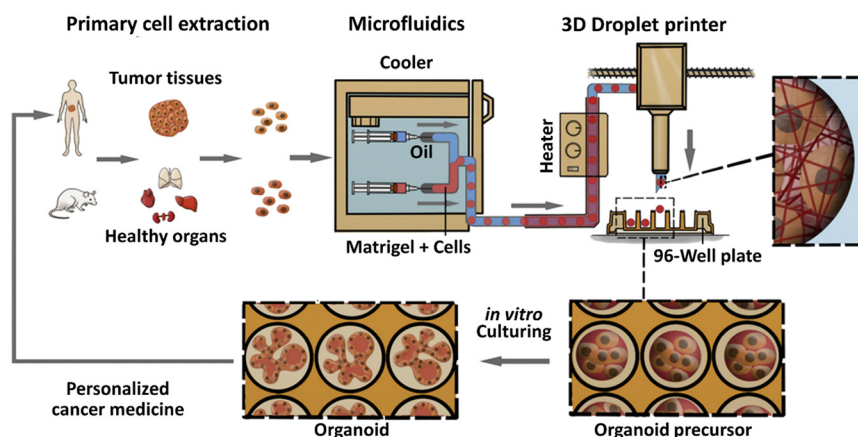 Primary cell extraction
Microfluidics
3D Droplet printer
Tumor tissues
Healthy organs
Cooler
Oil
Matrigel + Cells
Heater
96-Well plate
in vitro
Culturing
Personalized
cancer medicine
Organoid
Organoid precursor